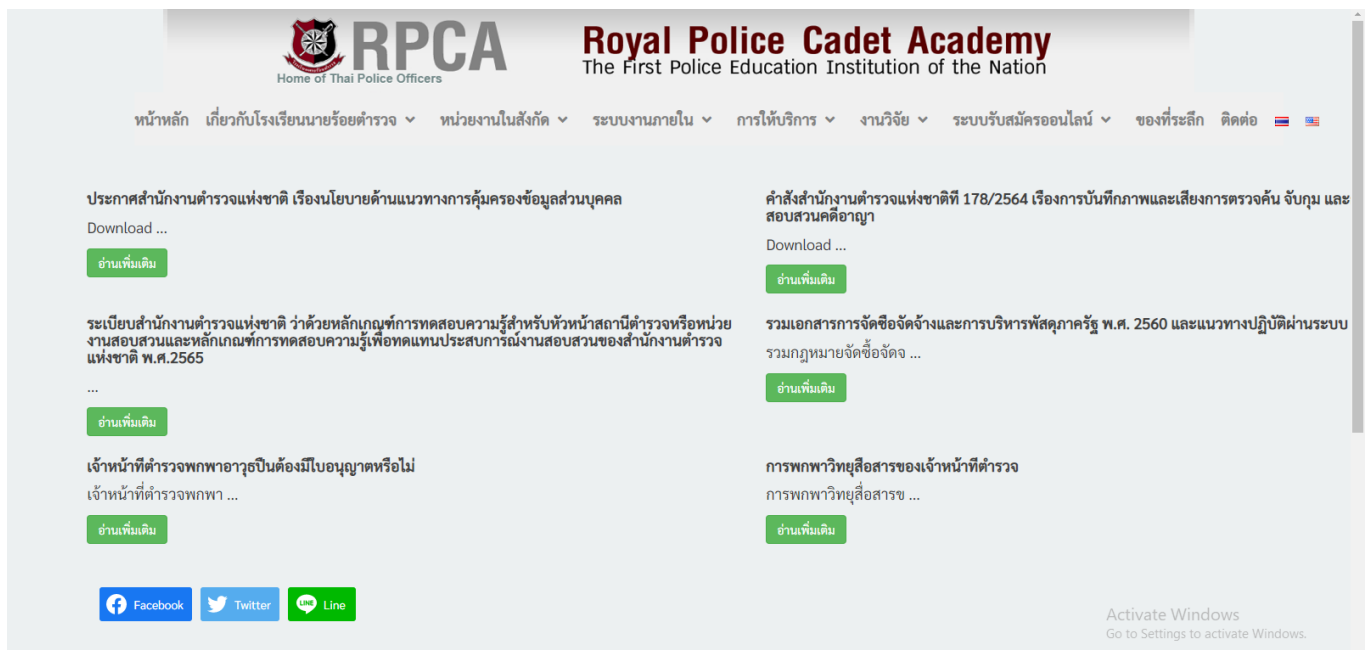 RPCA
Home of Thai Police Officers
Royal Police Cadet Academy
The First Police Education Institution of the Nation
หน้าหลัก เกี่ยวกับโรงเรียนนายร้อยตำรวจ หน่วยงานในสังกัด ระบบงานภายใน การให้บริการ งานวิจัย ระบบรับสมัครออนไลน์ ของที่ระลึก ติดต่อ
ประกาศสำนักงานตำรวจแห่งชาติ เรื่องนโยบายด้านแนวทางการคุ้มครองข้อมูลส่วนบุคคล
Download ...
อ่านเพิ่มเติม
คำสั่งสำนักงานตำรวจแห่งชาติที่ 178/2564 เรื่องการบันทึกภาพและเสียงการตรวจค้น จับกุม และ
สอบสวนคดีอาญา
Download ...
อ่านเพิ่มเติม
ระเบียบสำนักงานตำรวจแห่งชาติ ว่าด้วยหลักเกณฑ์การทดสอบความรู้สำหรับหัวหน้าสถานีตำรวจหรือหน่วย
งานสอบสวนและหลักเกณฑ์การทดสอบความรู้เพื่อทดแทนประสบการณ์งานสอบสวนของสำนักงานตำรวจ
แห่งชาติ พ.ศ.2565
...
อ่านเพิ่มเติม
รวมเอกสารการจัดซื้อจัดจ้างและการบริหารพัสดุภาครัฐ พ.ศ. 2560 และแนวทางปฏิบัติผ่านระบบ
รวมกฎหมายจัดซื้อจัดจ ...
อ่านเพิ่มเติม
เจ้าหน้าที่ตำรวจพกพาอาวุธปืนต้องมีใบอนุญาตหรือไม่
เจ้าหน้าที่ตำรวจพกพา ...
อ่านเพิ่มเติม
การพกพาวิทยุสื่อสารของเจ้าหน้าที่ตำรวจ
การพกพาวิทยุสื่อสารข ...
อ่านเพิ่มเติม
Facebook Twitter LINE Line
Activate Windows
Go to Settings to activate Windows.